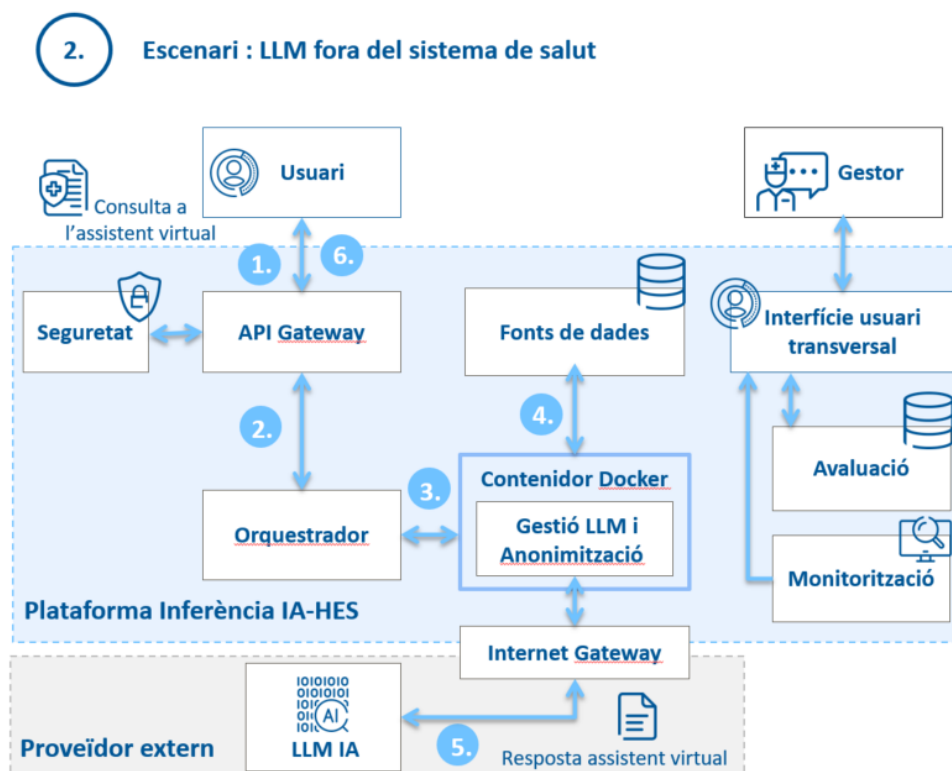 2.
Escenari : LLM fora del sistema de salut
Usuari
Gestor
Consulta a
l'assistent virtual
1.
6.
Seguretat
API Gateway
Fonts de dades
Interfície usuari
transversal
2.
4.
Avaluació
3.
Contenidor Docker
Orquestrador
Gestió LLM i
Anonimització
Monitorització
Plataforma Inferència IA-HES
Internet Gateway
AI
LLM IA
Proveïdor extern
5.
Resposta assistent virtual